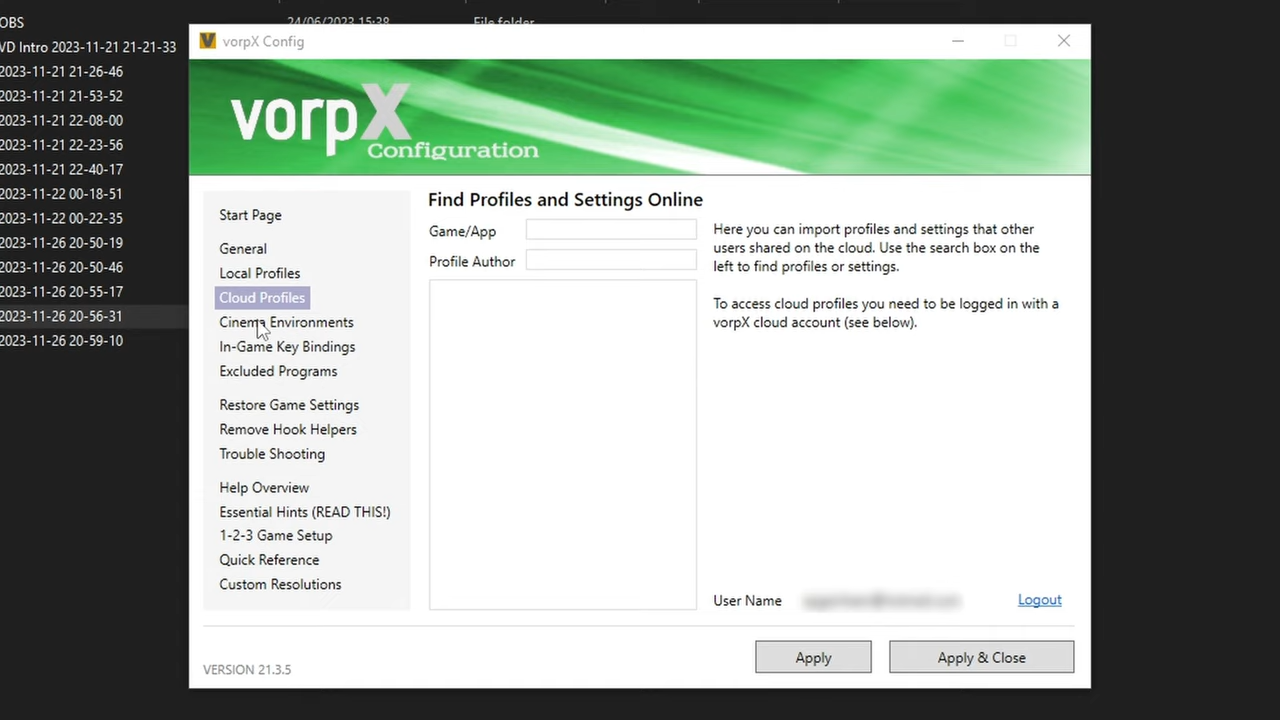 OBS
24/06/2023 15:38
File folder
VD Intro 2023-11-21 21-21-33
2023-11-21 21-26-46
2023-11-21 21-53-52
2023-11-21 22-08-00
2023-11-21 22-23-56
2023-11-21 22-40-17
2023-11-22 00-18-51
2023-11-22 00-22-35
2023-11-26 20-50-19
2023-11-26 20-50-46
2023-11-26 20-55-17
2023-11-26 20-56-31
2023-11-26 20-59-10
vorpX Config
vorpX
Configuration
Start Page
General
Local Profiles
Cloud Profiles
Cinema Environments
In-Game Key Bindings
Excluded Programs
Restore Game Settings
Remove Hook Helpers
Trouble Shooting
Help Overview
Essential Hints (READ THIS!)
1-2-3 Game Setup
Quick Reference
Custom Resolutions
Find Profiles and Settings Online
Game/App
Profile Author
Here you can import profiles and settings that other
users shared on the cloud. Use the search box on the
left to find profiles or settings.
To access cloud profiles you need to be logged in with a
vorpX cloud account (see below).
User Name
Logout
VERSION 21.3.5
Apply
Apply & Close